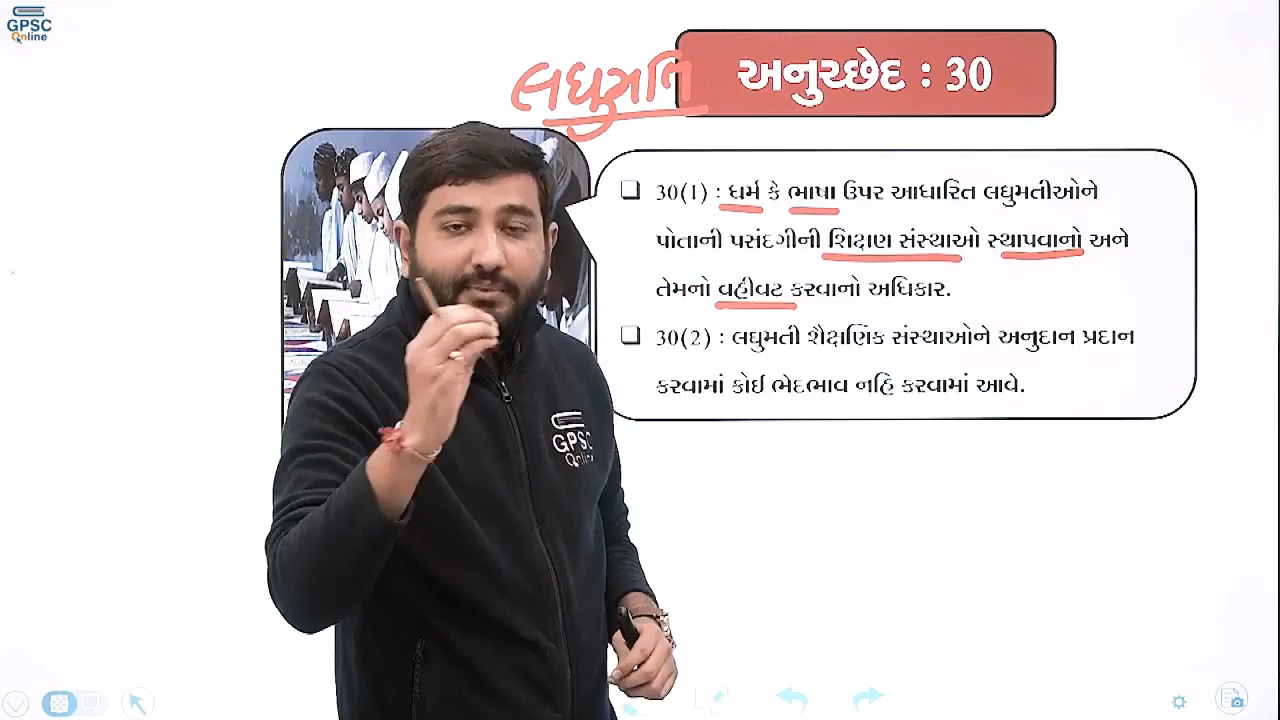 GPSC
Online
લઘુમતિ
અનુચ્છેદ : 30
30(1) : ધર્મ કે ભાષા ઉપર આધારિત લઘુમતીઓને
પોતાની પસંદગીની શિક્ષણ સંસ્થાઓ સ્થાપવાનો અને
તેમનો વહીવટ કરવાનો અધિકાર.
30(2) : લઘુમતી શૈક્ષણિક સંસ્થાઓને અનુદાન પ્રદાન
કરવામાં કોઈ ભેદભાવ નહિ કરવામાં આવે.
GPSC
Online